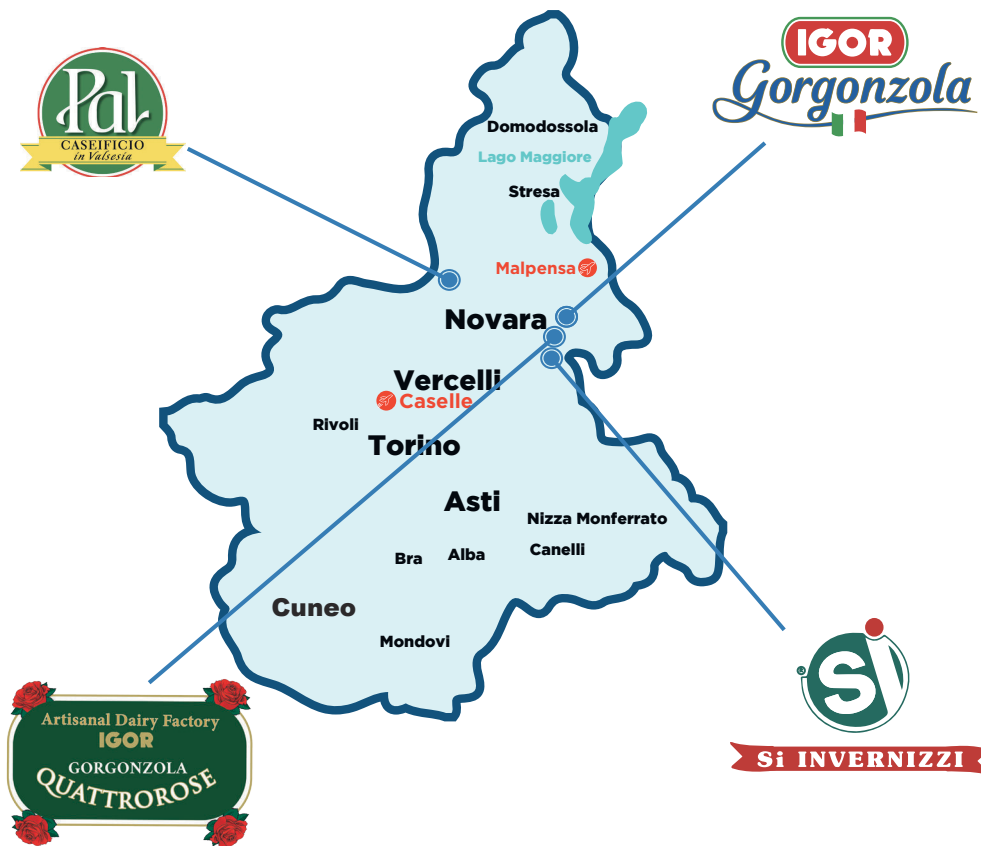 Pal
CASEIFICIO
in Valsesia
IGOR
Gorgonzola
Domodossola
Lago Maggiore
Stresa
Malpensa
Novara
Vercelli
Caselle
Rivoli
Torino
Asti
Nizza Monferrato
Bra
Alba
Canelli
Cuneo
Mondovi
Artisanal Dairy Factory
IGOR
GORGONZOLA
QUATTROROSE
Si
Si INVERNIZZI